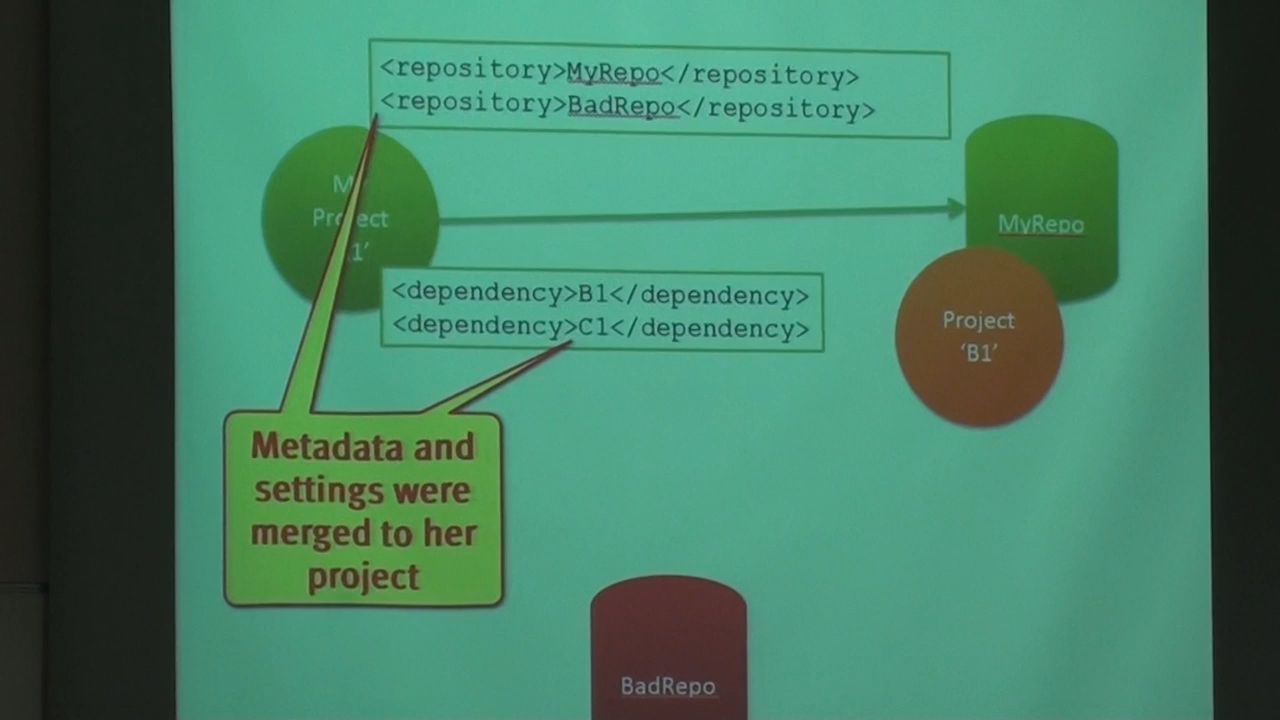 <repository>MyRepo</repository>
<repository>BadRepo</repository>
MyRepo
Project
1'
<dependency>B1</dependency>
<dependency>C1</dependency>
Project
‘B1’
Metadata and
settings were
merged to her
project
BadRepo